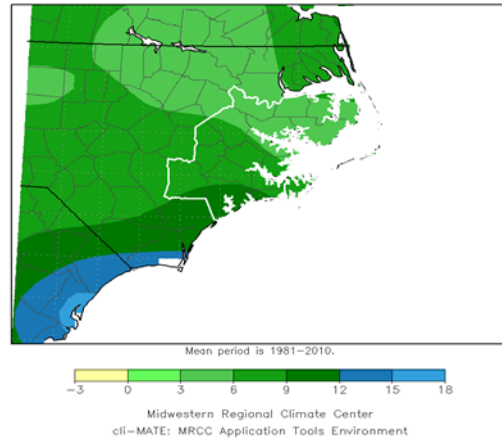 Mean period is 1981-2010.
-3 0 3 6 9 12 15 18
Midwestern Regional Climate Center
cli-MATE: MRCC Application Tools Environment